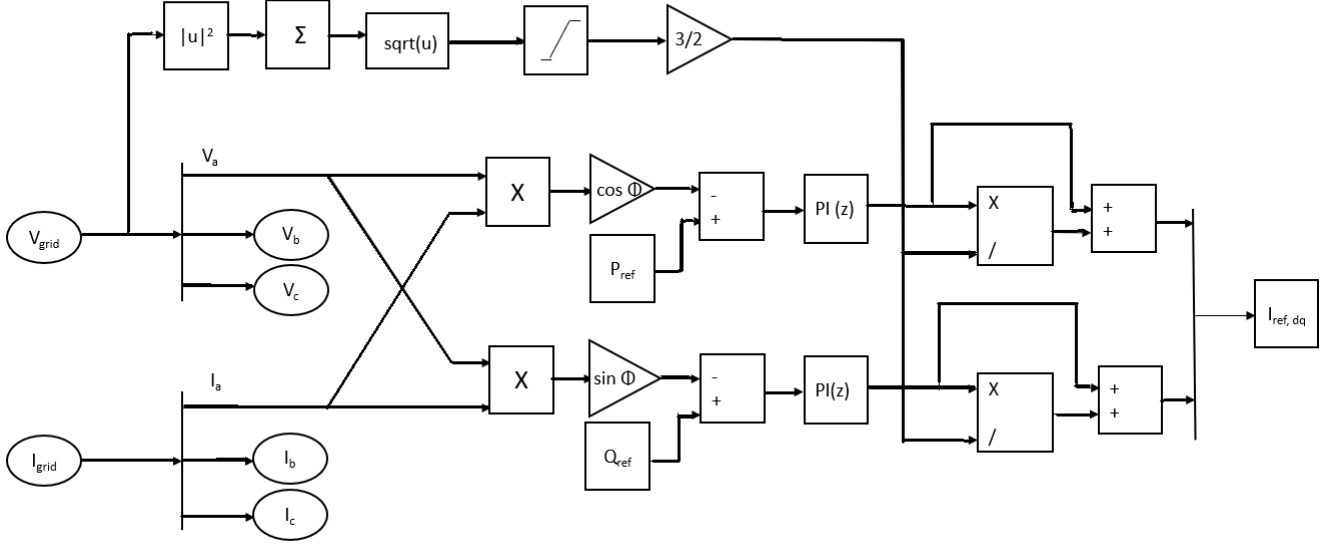 |u|²
Σ
sqrt(u)
3/2
Va
X
cos Φ
-
+
PI (z)
X
/
+
+
Vgrid
Vb
Vc
Pref
Iref, dq
Ia
X
sin Φ
-
+
PI(z)
X
/
+
+
Igrid
Ib
Ic
Qref